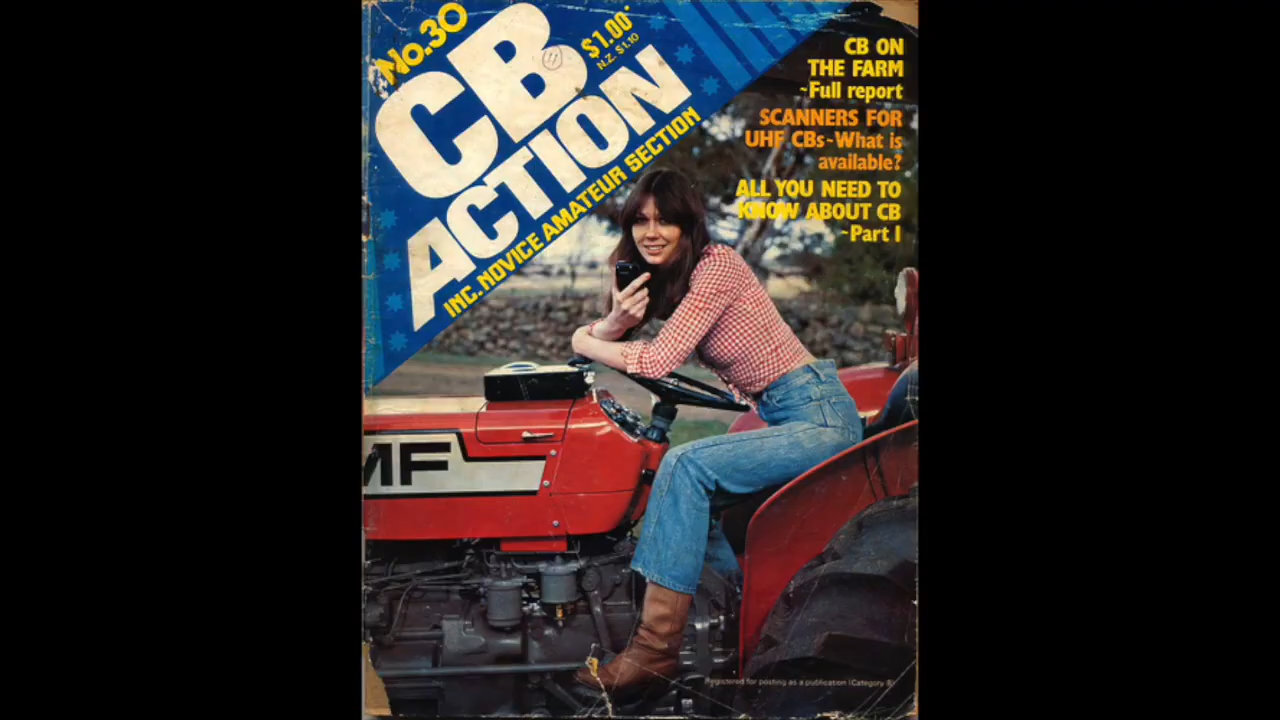 No.30
CB
ACTION
$1.00*
N.Z. $1.10
INC. NOVICE AMATEUR SECTION
CB ON
THE FARM
~Full report
SCANNERS FOR
UHF CBs~What is
available?
ALL YOU NEED TO
KNOW ABOUT CB
~Part I
MF
Registered for posting as a publication (Category B)